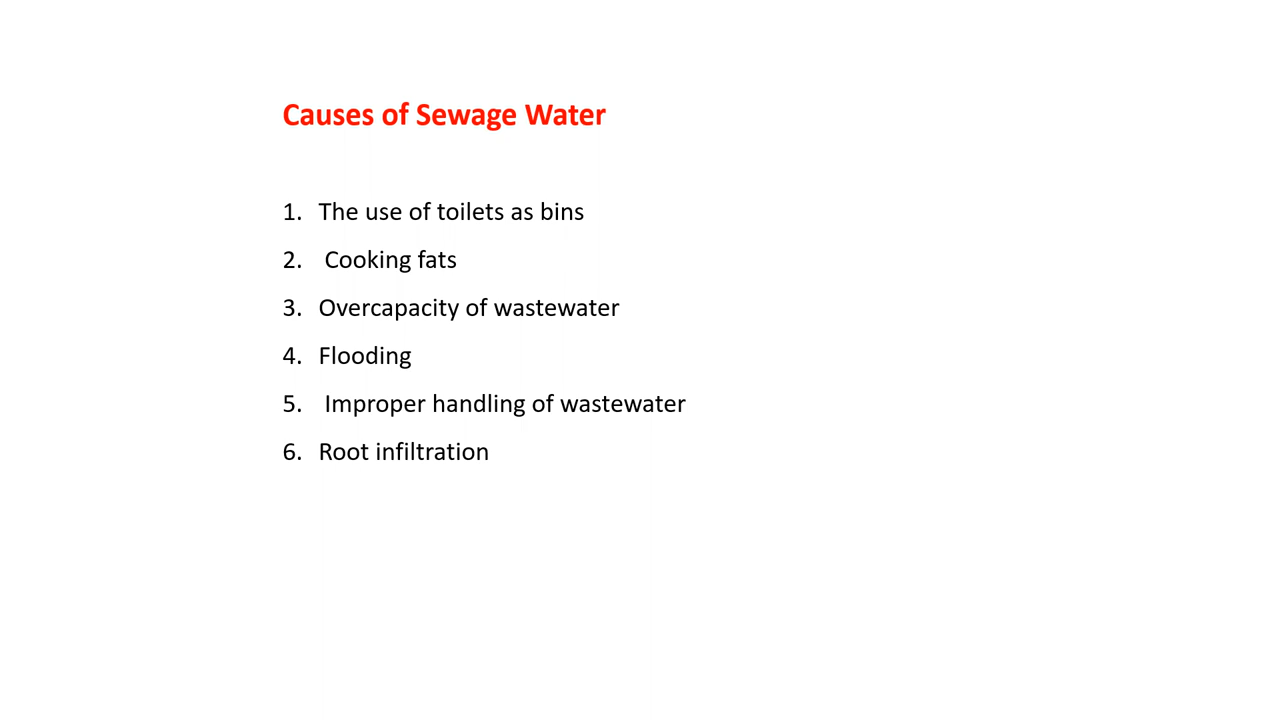 Causes of Sewage Water
1. The use of toilets as bins
2. Cooking fats
3. Overcapacity of wastewater
4. Flooding
5. Improper handling of wastewater
6. Root infiltration